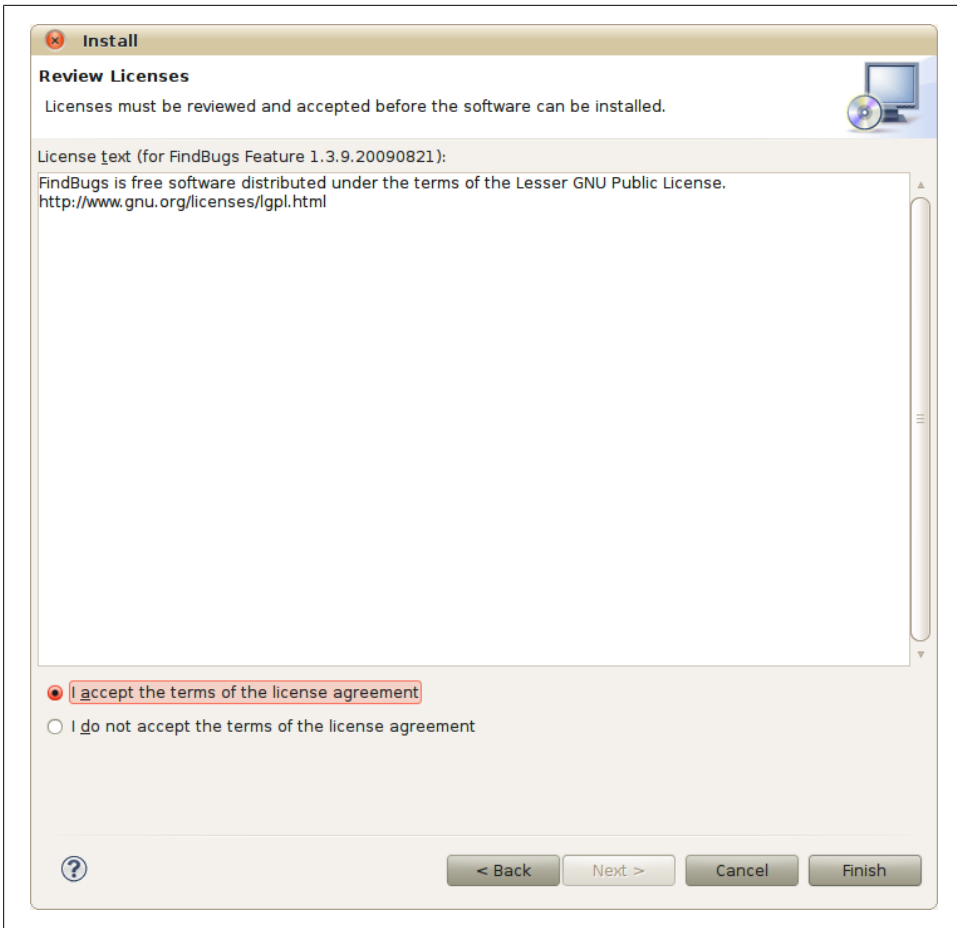 Install
Review Licenses
Licenses must be reviewed and accepted before the software can be installed.
License text (for FindBugs Feature 1.3.9.20090821):
FindBugs is free software distributed under the terms of the Lesser GNU Public License.
http://www.gnu.org/licenses/lgpl.html
I accept the terms of the license agreement
I do not accept the terms of the license agreement
?
< Back
Next >
Cancel
Finish